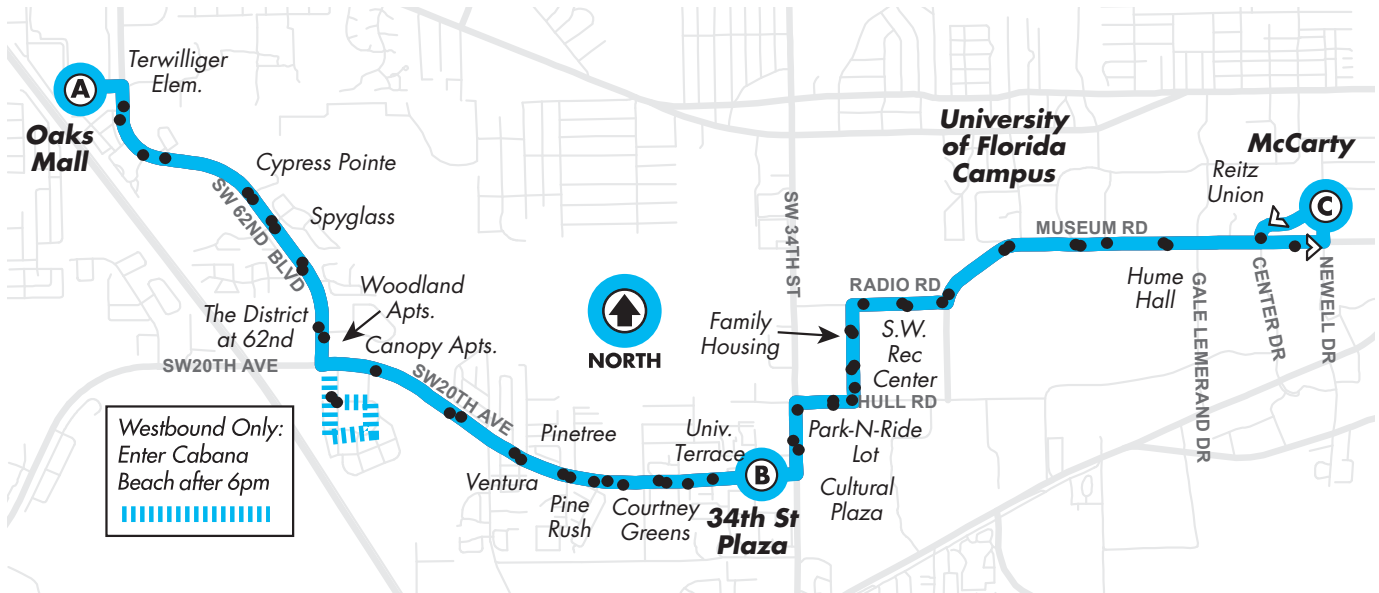 Terwilliger
Elem.
A
Oaks
Mall
Cypress Pointe
SW 62ND BLVD
Spyglass
Woodland
Apts.
The District
at 62nd
Canopy Apts.
SW20TH AVE
SW20TH AVE
Westbound Only:
Enter Cabana
Beach after 6pm
NORTH
Pinetree
Ventura
Pine
Rush
Courtney
Greens
Univ.
Terrace
B
34th St
Plaza
SW 34TH ST
Family
Housing
RADIO RD
S.W.
Rec
Center
HULL RD
Park-N-Ride
Lot
Cultural
Plaza
University
of Florida
Campus
MUSEUM RD
Hume
Hall
GALE LEMERAND DR
CENTER DR
NEWELL DR
McCarty
Reitz
Union
C